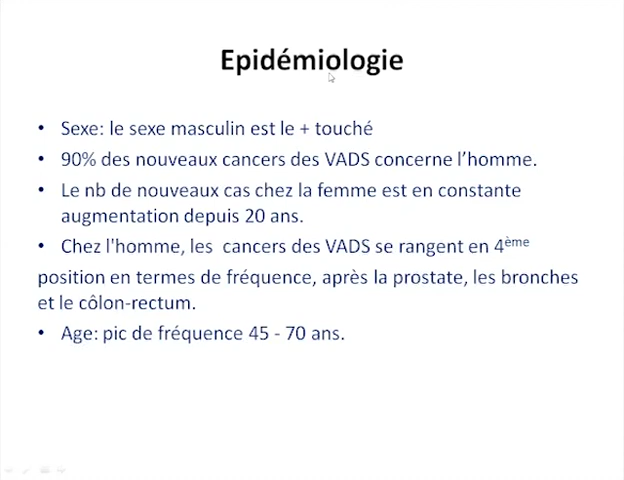 Epidémiologie
• Sexe: le sexe masculin est le + touché
• 90% des nouveaux cancers des VADS concerne l'homme.
• Le nb de nouveaux cas chez la femme est en constante
augmentation depuis 20 ans.
• Chez l'homme, les cancers des VADS se rangent en 4ème
position en termes de fréquence, après la prostate, les bronches
et le côlon-rectum.
• Age: pic de fréquence 45 - 70 ans.